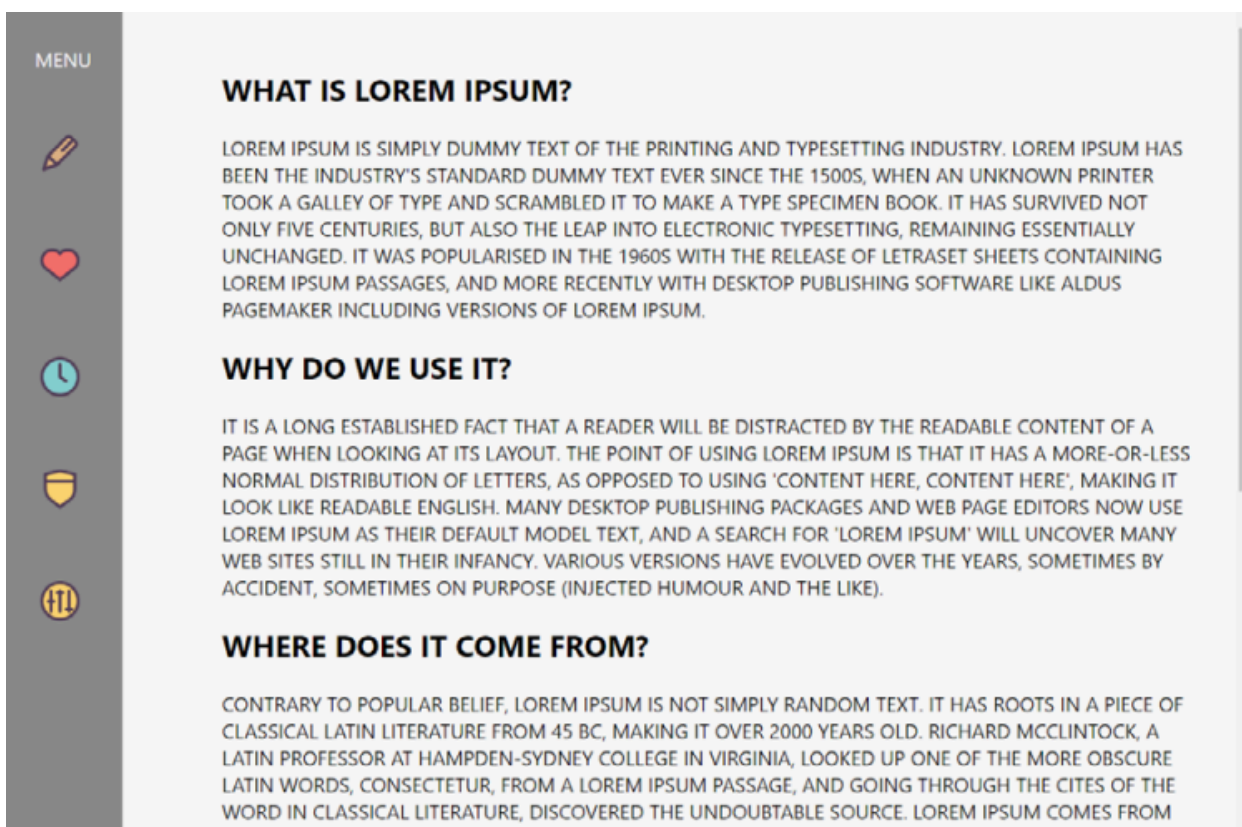 MENU
WHAT IS LOREM IPSUM?
LOREM IPSUM IS SIMPLY DUMMY TEXT OF THE PRINTING AND TYPESETTING INDUSTRY. LOREM IPSUM HAS
BEEN THE INDUSTRY'S STANDARD DUMMY TEXT EVER SINCE THE 1500S, WHEN AN UNKNOWN PRINTER
TOOK A GALLEY OF TYPE AND SCRAMBLED IT TO MAKE A TYPE SPECIMEN BOOK. IT HAS SURVIVED NOT
ONLY FIVE CENTURIES, BUT ALSO THE LEAP INTO ELECTRONIC TYPESETTING, REMAINING ESSENTIALLY
UNCHANGED. IT WAS POPULARISED IN THE 1960S WITH THE RELEASE OF LETRASET SHEETS CONTAINING
LOREM IPSUM PASSAGES, AND MORE RECENTLY WITH DESKTOP PUBLISHING SOFTWARE LIKE ALDUS
PAGEMAKER INCLUDING VERSIONS OF LOREM IPSUM.
WHY DO WE USE IT?
IT IS A LONG ESTABLISHED FACT THAT A READER WILL BE DISTRACTED BY THE READABLE CONTENT OF A
PAGE WHEN LOOKING AT ITS LAYOUT. THE POINT OF USING LOREM IPSUM IS THAT IT HAS A MORE-OR-LESS
NORMAL DISTRIBUTION OF LETTERS, AS OPPOSED TO USING 'CONTENT HERE, CONTENT HERE', MAKING IT
LOOK LIKE READABLE ENGLISH. MANY DESKTOP PUBLISHING PACKAGES AND WEB PAGE EDITORS NOW USE
LOREM IPSUM AS THEIR DEFAULT MODEL TEXT, AND A SEARCH FOR 'LOREM IPSUM' WILL UNCOVER MANY
WEB SITES STILL IN THEIR INFANCY. VARIOUS VERSIONS HAVE EVOLVED OVER THE YEARS, SOMETIMES BY
ACCIDENT, SOMETIMES ON PURPOSE (INJECTED HUMOUR AND THE LIKE).
WHERE DOES IT COME FROM?
CONTRARY TO POPULAR BELIEF, LOREM IPSUM IS NOT SIMPLY RANDOM TEXT. IT HAS ROOTS IN A PIECE OF
CLASSICAL LATIN LITERATURE FROM 45 BC, MAKING IT OVER 2000 YEARS OLD. RICHARD MCCLINTOCK, A
LATIN PROFESSOR AT HAMPDEN-SYDNEY COLLEGE IN VIRGINIA, LOOKED UP ONE OF THE MORE OBSCURE
LATIN WORDS, CONSECTETUR, FROM A LOREM IPSUM PASSAGE, AND GOING THROUGH THE CITES OF THE
WORD IN CLASSICAL LITERATURE, DISCOVERED THE UNDOUBTABLE SOURCE. LOREM IPSUM COMES FROM